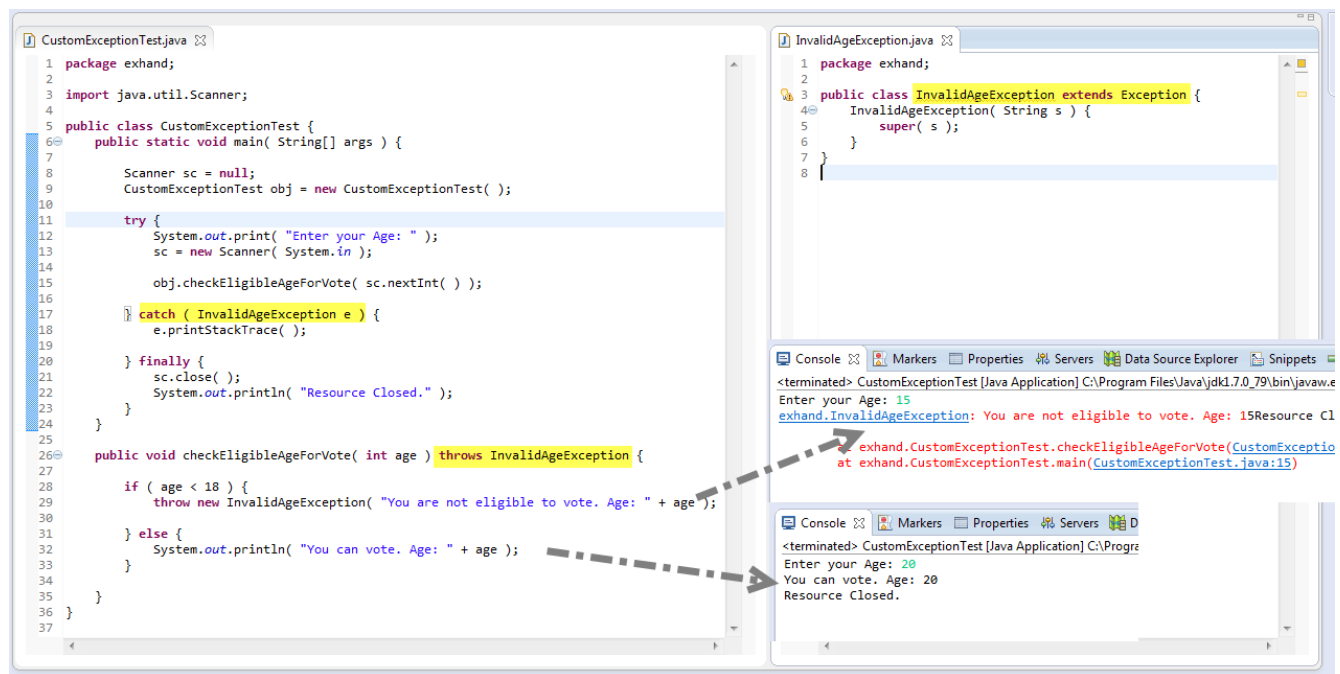 CustomExceptionTest.java
1 package exhand;
2
3 import java.util.Scanner;
4
5 public class CustomExceptionTest {
6 public static void main( String[] args ) {
7
8 Scanner sc = null;
9 CustomExceptionTest obj = new CustomExceptionTest( );
10
11 try {
12 System.out.print( "Enter your Age: " );
13 sc = new Scanner( System.in );
14
15 obj.checkEligibleAgeForVote( sc.nextInt( ) );
16
17 } catch ( InvalidAgeException e ) {
18 e.printStackTrace( );
19
20 } finally {
21 sc.close( );
22 System.out.println( "Resource Closed." );
23 }
24 }
25
26 public void checkEligibleAgeForVote( int age ) throws InvalidAgeException {
27
28 if ( age < 18 ) {
29 throw new InvalidAgeException( "You are not eligible to vote. Age: " + age );
30
31 } else {
32 System.out.println( "You can vote. Age: " + age );
33 }
34
35 }
36 }
37
InvalidAgeException.java
1 package exhand;
2
3 public class InvalidAgeException extends Exception {
4 InvalidAgeException( String s ) {
5 super( s );
6 }
7 }
8
Console Markers Properties Servers Data Source Explorer Snippets
<terminated> CustomExceptionTest [Java Application] C:\Program Files\Java\jdk1.7.0_79\bin\javaw.e
Enter your Age: 15
exhand.InvalidAgeException: You are not eligible to vote. Age: 15Resource Cl
at exhand.CustomExceptionTest.checkEligibleAgeForVote(CustomExceptio
at exhand.CustomExceptionTest.main(CustomExceptionTest.java:15)
Console Markers Properties Servers D
<terminated> CustomExceptionTest [Java Application] C:\Progra
Enter your Age: 20
You can vote. Age: 20
Resource Closed.